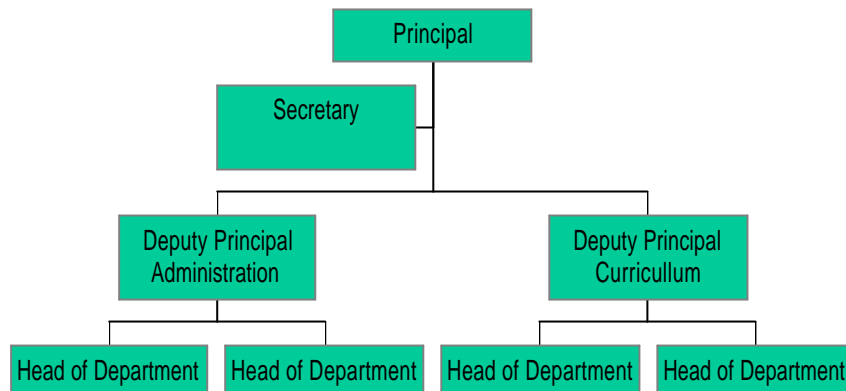 Principal
Secretary
Deputy Principal
Administration
Deputy Principal
Curricullum
Head of Department
Head of Department
Head of Department
Head of Department